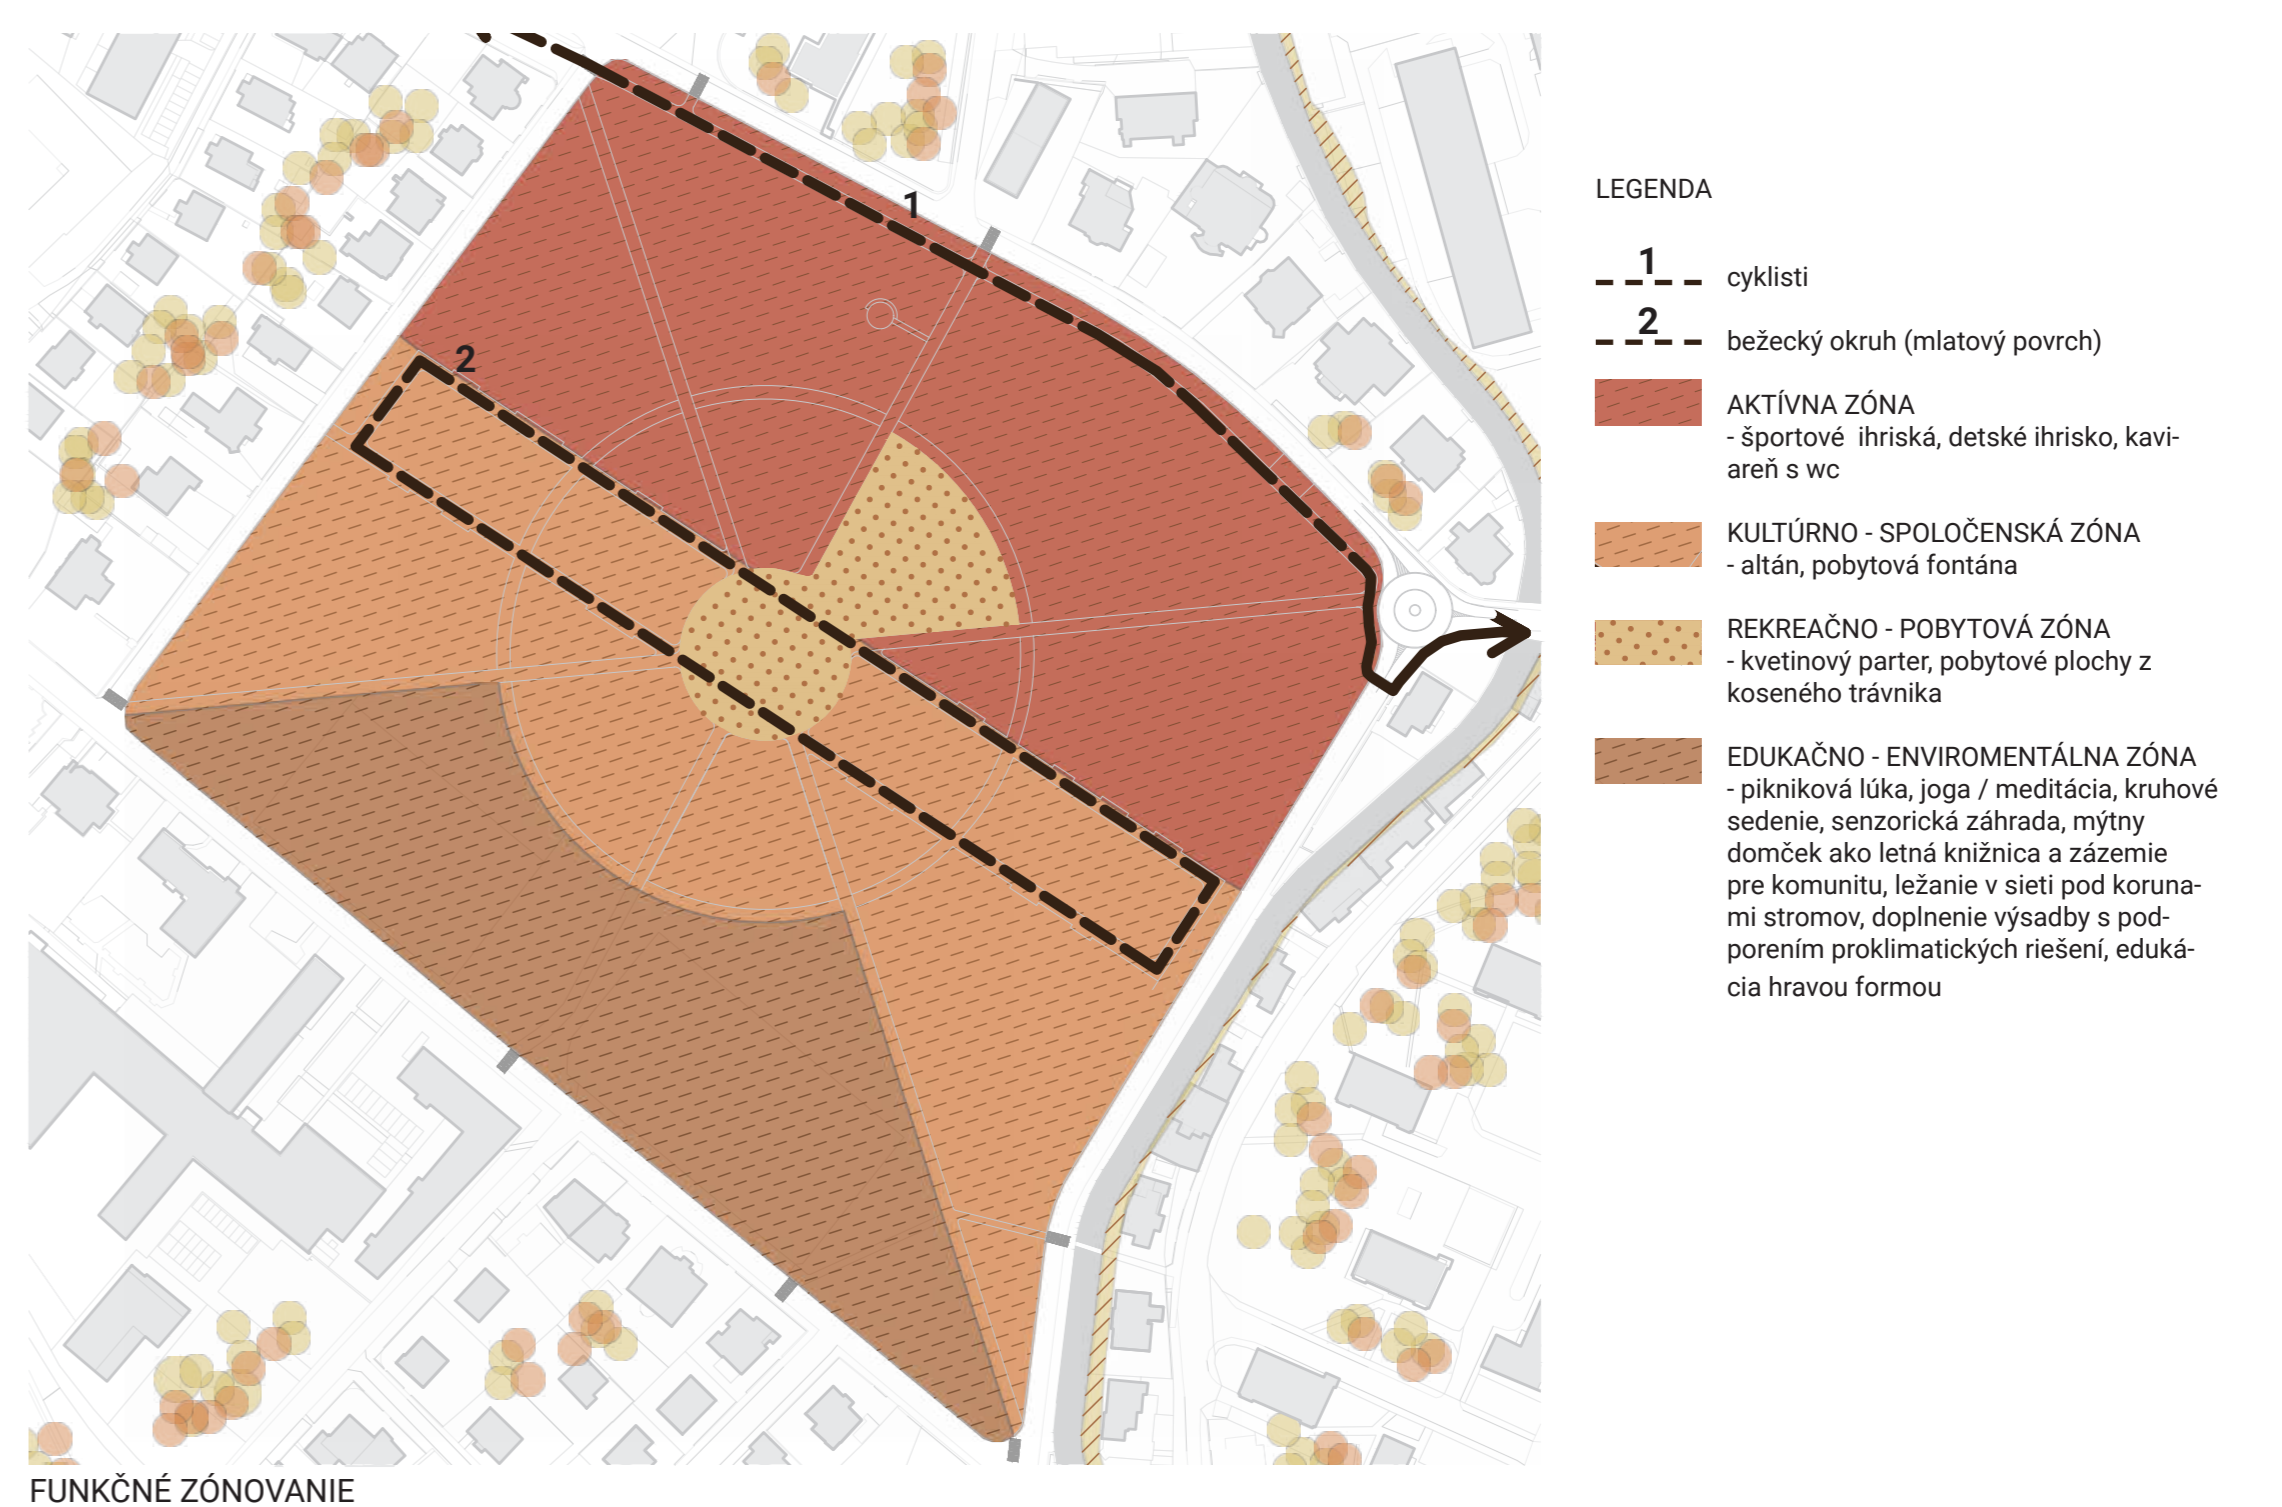 1
2
LEGENDA
1
cyklisti
2
bežecký okruh (mlatový povrch)
AKTÍVNA ZÓNA
- športové  ihriská, detské ihrisko, kavi-
areň s wc
KULTÚRNO - SPOLOČENSKÁ ZÓNA
- altán, pobytová fontána
REKREAČNO - POBYTOVÁ ZÓNA
- kvetinový parter, pobytové plochy z
koseného trávnika
EDUKAČNO - ENVIROMENTÁLNA ZÓNA
- pikniková lúka, joga / meditácia, kruhové
sedenie, senzorická záhrada, mýtny
domček ako letná knižnica a zázemie
pre komunitu, ležanie v sieti pod koruna-
mi stromov, doplnenie výsadby s pod-
porením proklimatických riešení, eduká-
cia hravou formou
FUNKČNÉ ZÓNOVANIE